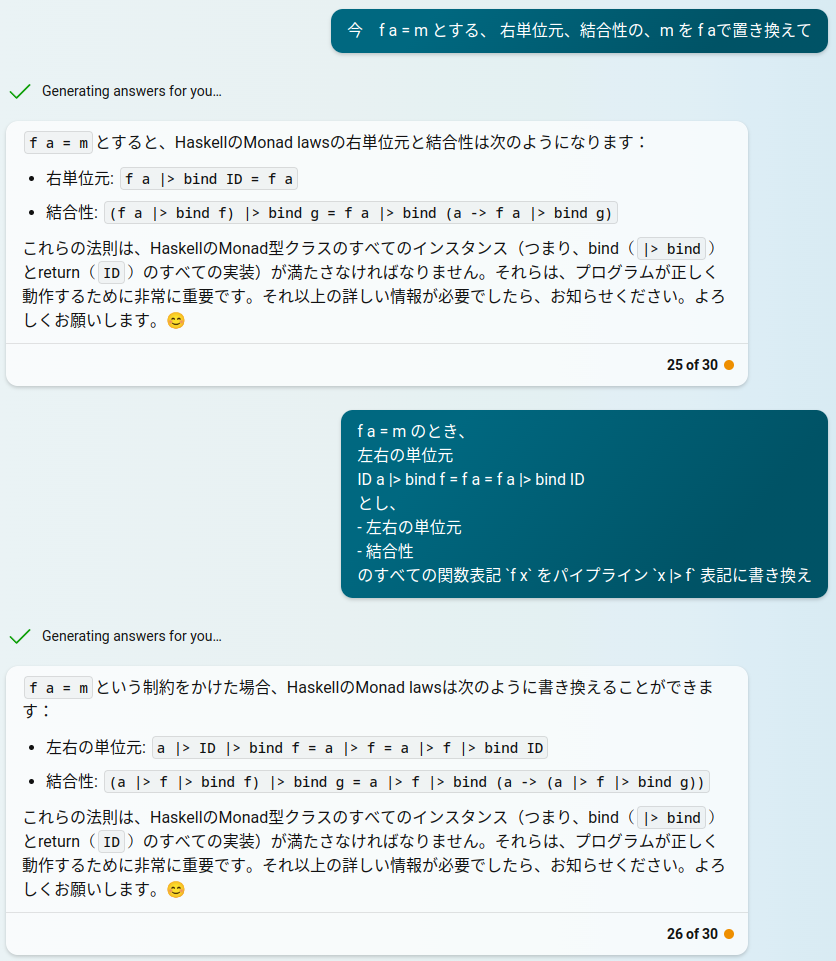 今　f a = m とする、 右単位元、結合性の、m を f aで置き換えて
Generating answers for you…
f a = m とすると、HaskellのMonad lawsの右単位元と結合性は次のようになります：
• 右単位元: f a |> bind ID = f a
• 結合性: (f a |> bind f) |> bind g = f a |> bind (a -> f a |> bind g)
これらの法則は、HaskellのMonad型クラスのすべてのインスタンス（つまり、bind（ |> bind ）
とreturn（ ID ）のすべての実装）が満たさなければなりません。それらは、プログラムが正しく
動作するために非常に重要です。それ以上の詳しい情報が必要でしたら、お知らせください。よろ
しくお願いします。😊
25 of 30
f a = m のとき、
左右の単位元
ID a |> bind f = f a = f a |> bind ID
とし、
- 左右の単位元
- 結合性
のすべての関数表記 `f x` をパイプライン `x |> f` 表記に書き換え
Generating answers for you…
f a = m という制約をかけた場合、HaskellのMonad lawsは次のように書き換えることができま
す：
• 左右の単位元: a |> ID |> bind f = a |> f = a |> f |> bind ID
• 結合性: (a |> f |> bind f) |> bind g = a |> f |> bind (a -> (a |> f |> bind g))
これらの法則は、HaskellのMonad型クラスのすべてのインスタンス（つまり、bind（ |> bind ）
とreturn（ ID ）のすべての実装）が満たさなければなりません。それらは、プログラムが正しく
動作するために非常に重要です。それ以上の詳しい情報が必要でしたら、お知らせください。よろ
しくお願いします。😊
26 of 30